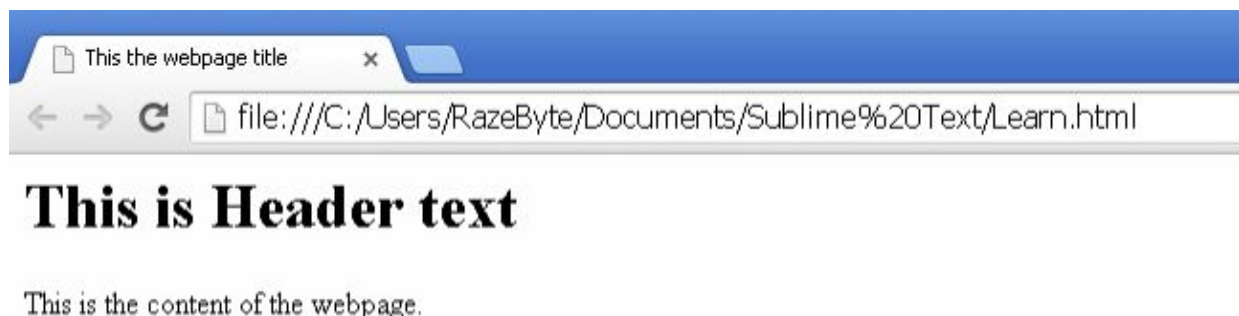 This the webpage title
file:///C:/Users/RazeByte/Documents/Sublime%20Text/Learn.html
This is Header text
This is the content of the webpage.